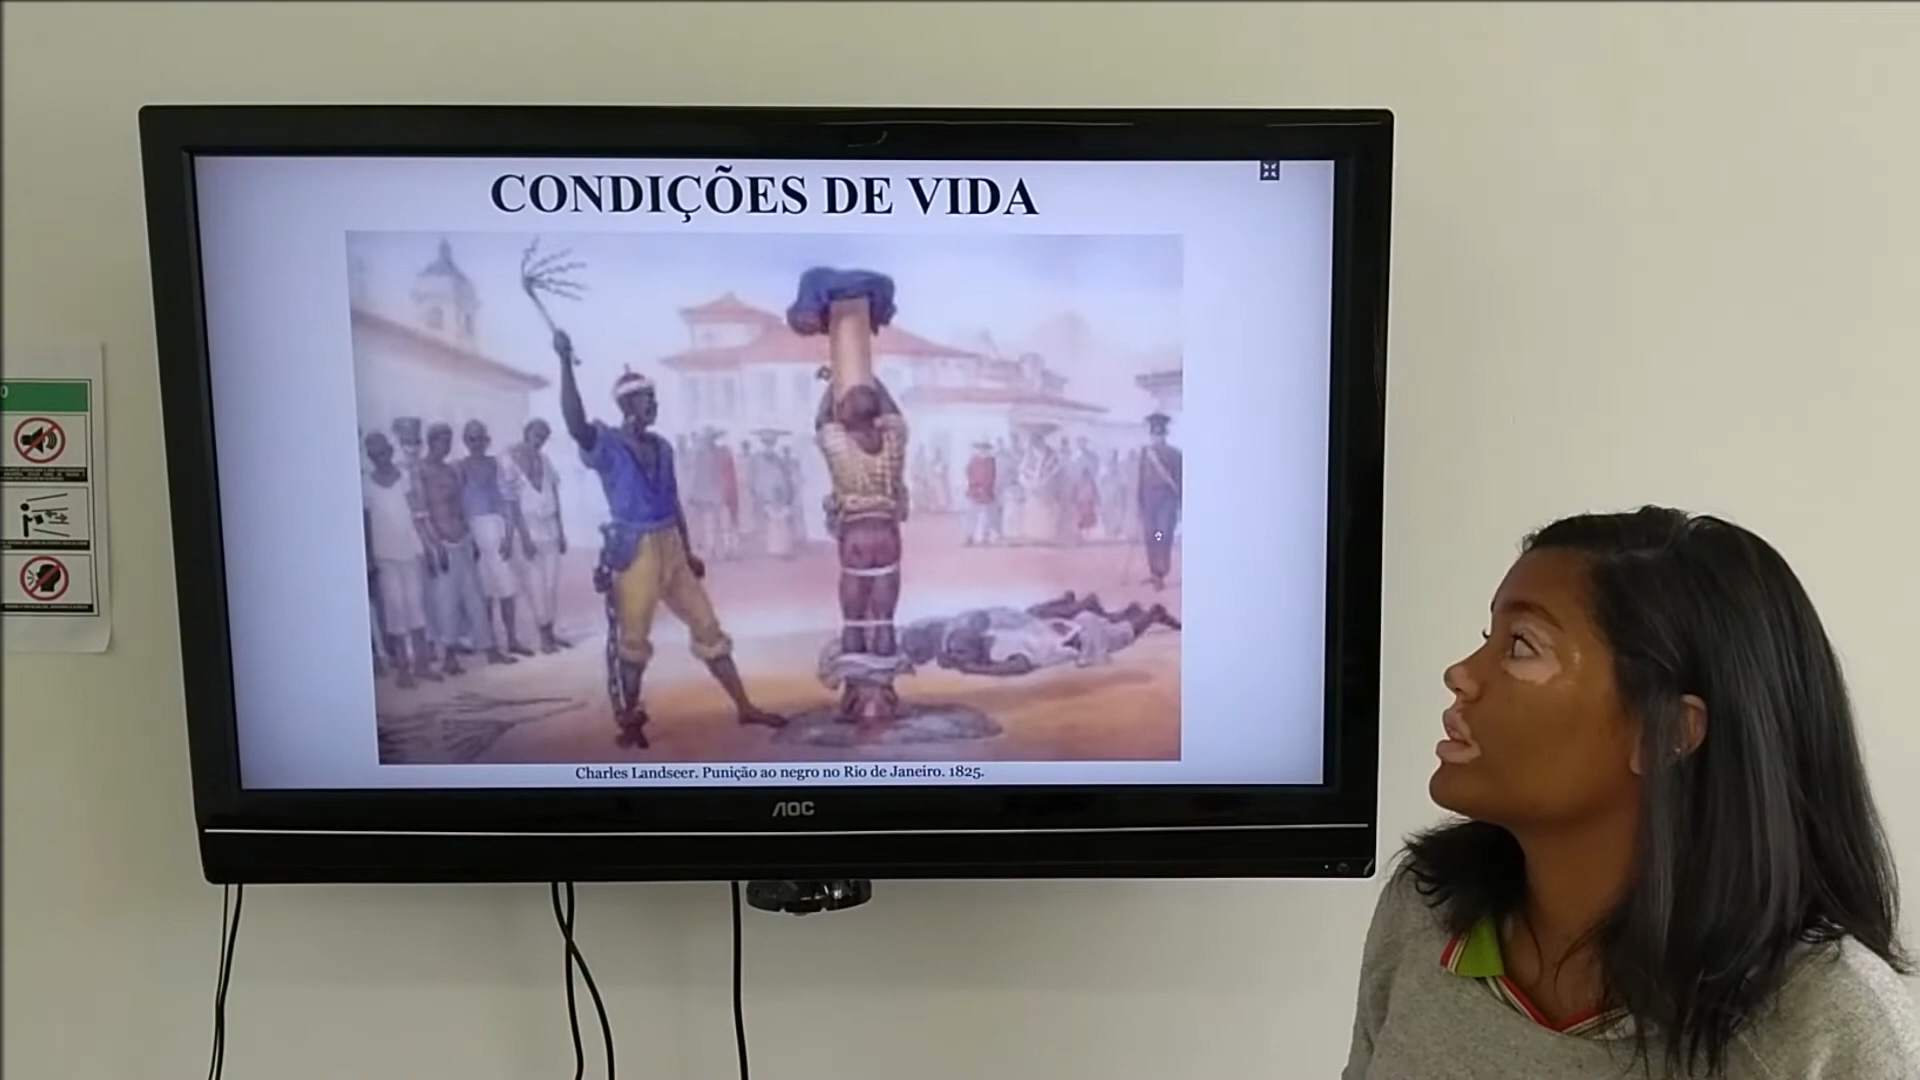 CONDIÇÕES DE VIDA
Charles Landseer. Punição ao negro no Rio de Janeiro. 1825.
AOC